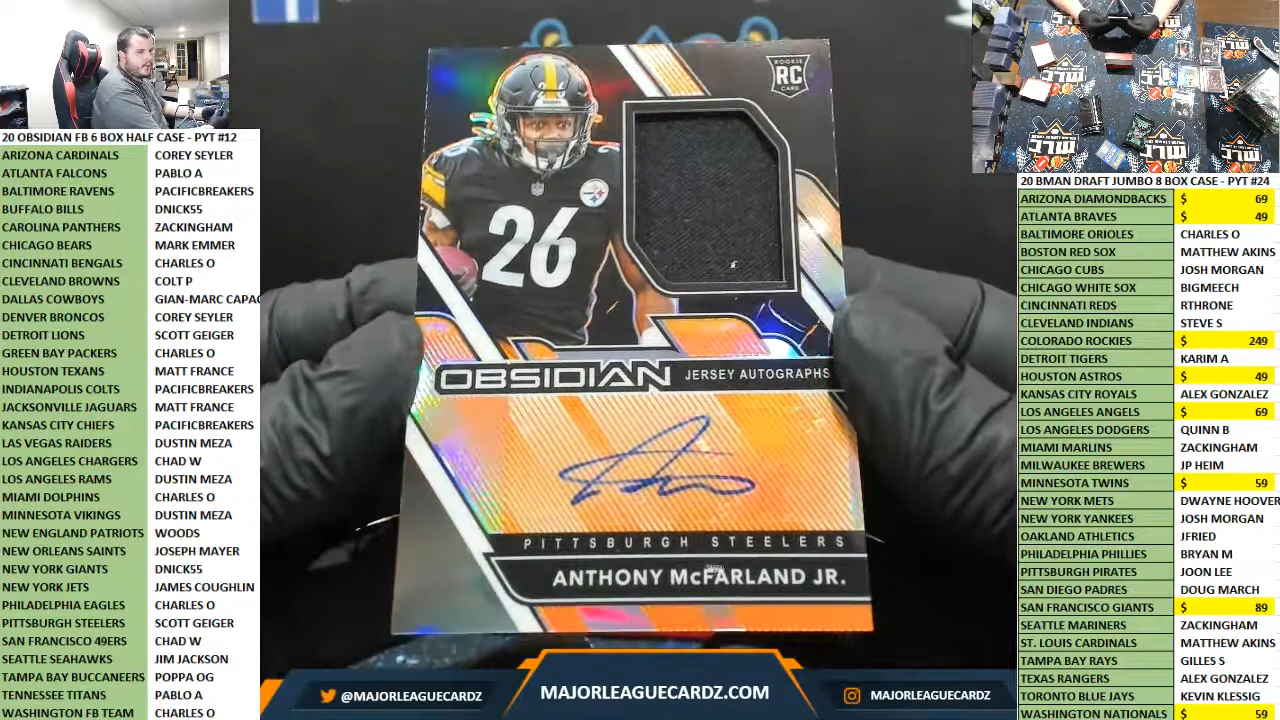 20 OBSIDIAN FB 6 BOX HALF CASE - PYT #12
ARIZONA CARDINALS COREY SEYLER
ATLANTA FALCONS PABLO A
BALTIMORE RAVENS PACIFICBREAKERS
BUFFALO BILLS DNICK55
CAROLINA PANTHERS ZACKINGHAM
CHICAGO BEARS MARK EMMER
CINCINNATI BENGALS CHARLES O
CLEVELAND BROWNS COLT P
DALLAS COWBOYS GIAN-MARC CAPAC
DENVER BRONCOS COREY SEYLER
DETROIT LIONS SCOTT GEIGER
GREEN BAY PACKERS CHARLES O
HOUSTON TEXANS MATT FRANCE
INDIANAPOLIS COLTS PACIFICBREAKERS
JACKSONVILLE JAGUARS MATT FRANCE
KANSAS CITY CHIEFS PACIFICBREAKERS
LAS VEGAS RAIDERS DUSTIN MEZA
LOS ANGELES CHARGERS CHAD W
LOS ANGELES RAMS DUSTIN MEZA
MIAMI DOLPHINS CHARLES O
MINNESOTA VIKINGS DUSTIN MEZA
NEW ENGLAND PATRIOTS WOODS
NEW ORLEANS SAINTS JOSEPH MAYER
NEW YORK GIANTS DNICK55
NEW YORK JETS JAMES COUGHLIN
PHILADELPHIA EAGLES CHARLES O
PITTSBURGH STEELERS SCOTT GEIGER
SAN FRANCISCO 49ERS CHAD W
SEATTLE SEAHAWKS JIM JACKSON
TAMPA BAY BUCCANEERS POPPA OG
TENNESSEE TITANS PABLO A
WASHINGTON FB TEAM CHARLES O
ROOKIE
RC
CARD
26
26
Steelers
OBSIDIAN JERSEY AUTOGRAPHS
PITTSBURGH STEELERS
ANTHONY McFARLAND JR.
@MAJORLEAGUECARDZ
MAJORLEAGUECARDZ.COM
MAJORLEAGUECARDZ
MLC
20 BMAN DRAFT JUMBO 8 BOX CASE - PYT #24
ARIZONA DIAMONDBACKS $ 69
ATLANTA BRAVES $ 49
BALTIMORE ORIOLES CHARLES O
BOSTON RED SOX MATTHEW AKINS
CHICAGO CUBS JOSH MORGAN
CHICAGO WHITE SOX BIGMEECH
CINCINNATI REDS RTHRONE
CLEVELAND INDIANS STEVE S
COLORADO ROCKIES $ 249
DETROIT TIGERS KARIM A
HOUSTON ASTROS $ 49
KANSAS CITY ROYALS ALEX GONZALEZ
LOS ANGELES ANGELS $ 69
LOS ANGELES DODGERS QUINN B
MIAMI MARLINS ZACKINGHAM
MILWAUKEE BREWERS JP HEIM
MINNESOTA TWINS $ 59
NEW YORK METS DWAYNE HOOVER
NEW YORK YANKEES JOSH MORGAN
OAKLAND ATHLETICS JFRIED
PHILADELPHIA PHILLIES BRYAN M
PITTSBURGH PIRATES JOON LEE
SAN DIEGO PADRES DOUG MARCH
SAN FRANCISCO GIANTS $ 89
SEATTLE MARINERS ZACKINGHAM
ST. LOUIS CARDINALS MATTHEW AKINS
TAMPA BAY RAYS GILLES S
TEXAS RANGERS ALEX GONZALEZ
TORONTO BLUE JAYS KEVIN KLESSIG
WASHINGTON NATIONALS $ 59